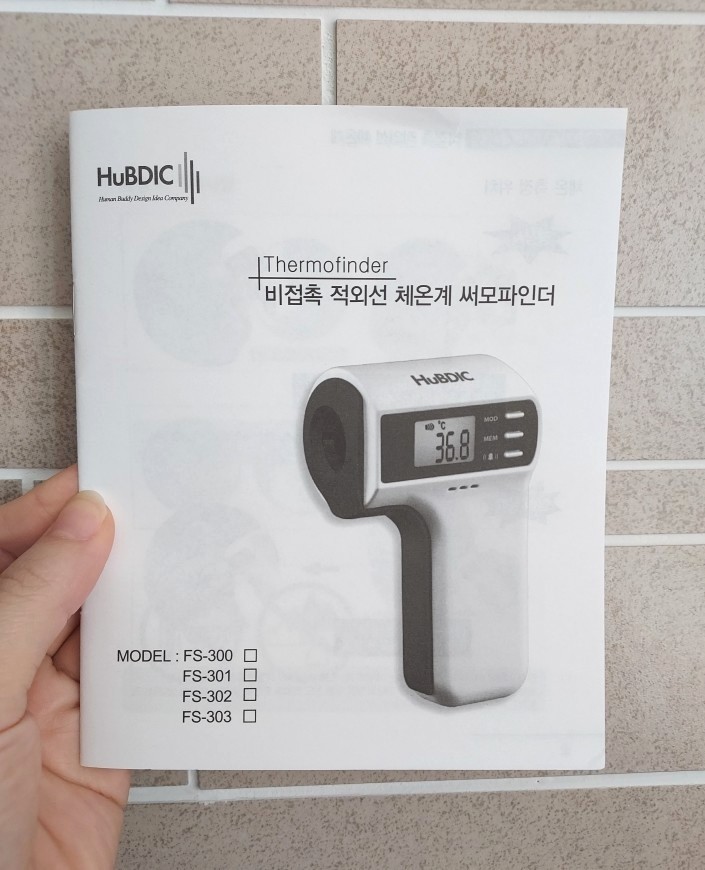 HuBDIC
Human Buddy Design Idea Company
Thermofinder
비접촉 적외선 체온계 써모파인더
HuBDIC
℃
36.8
MOD
MEM
MODEL : FS-300 □
FS-301 □
FS-302 □
FS-303 □